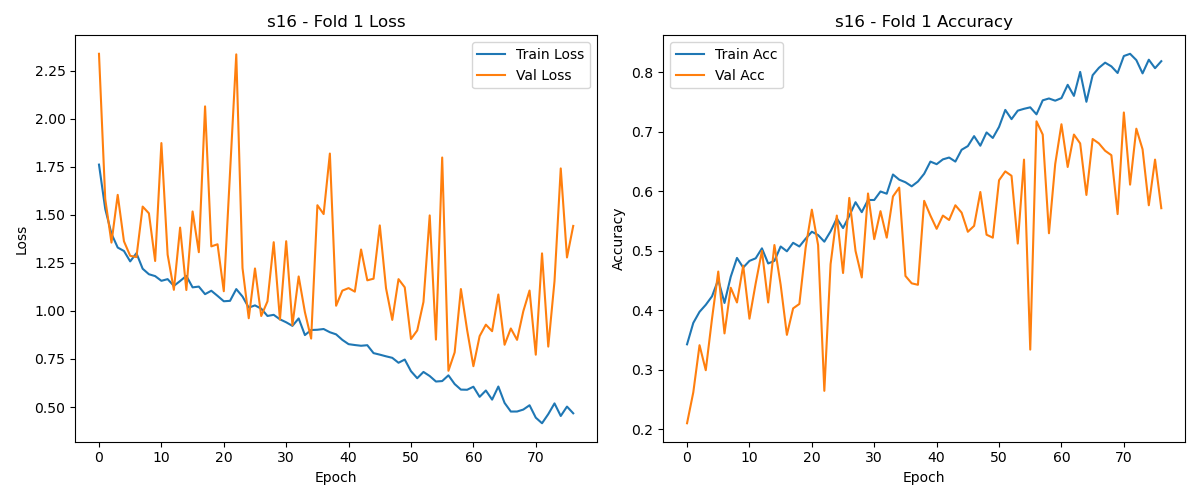 s16 - Fold 1 Loss
Train Loss
Val Loss
2.25
2.00
1.75
1.50
1.25
1.00
0.75
0.50
Loss
0 10 20 30 40 50 60 70
Epoch
s16 - Fold 1 Accuracy
Train Acc
Val Acc
0.8
0.7
0.6
0.5
0.4
0.3
0.2
Accuracy
0 10 20 30 40 50 60 70
Epoch